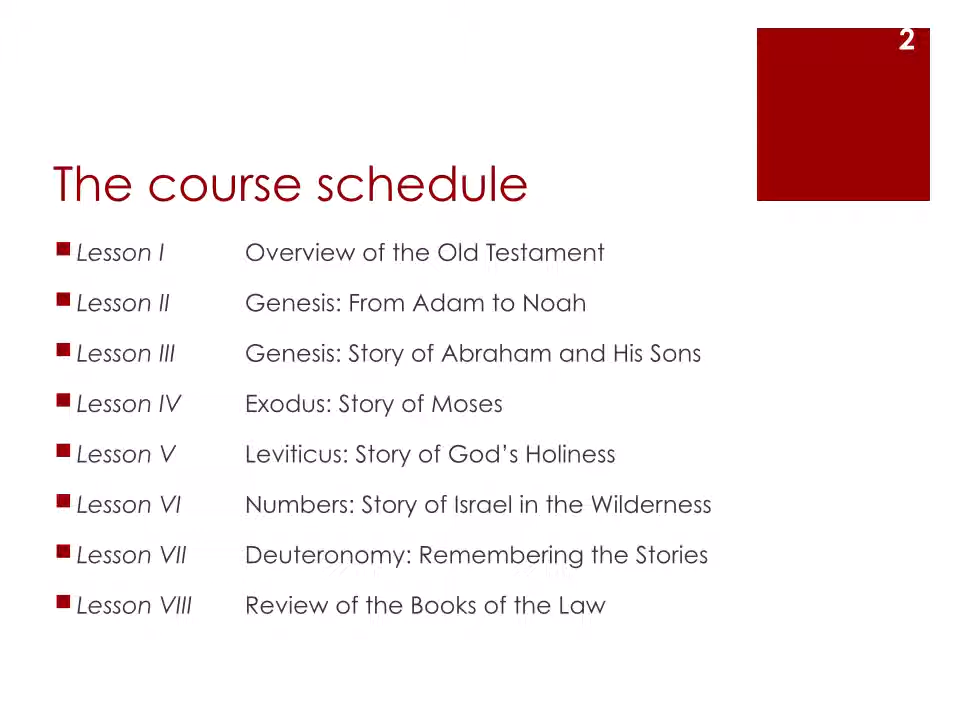 2
The course schedule
Lesson I Overview of the Old Testament
Lesson II Genesis: From Adam to Noah
Lesson III Genesis: Story of Abraham and His Sons
Lesson IV Exodus: Story of Moses
Lesson V Leviticus: Story of God’s Holiness
Lesson VI Numbers: Story of Israel in the Wilderness
Lesson VII Deuteronomy: Remembering the Stories
Lesson VIII Review of the Books of the Law